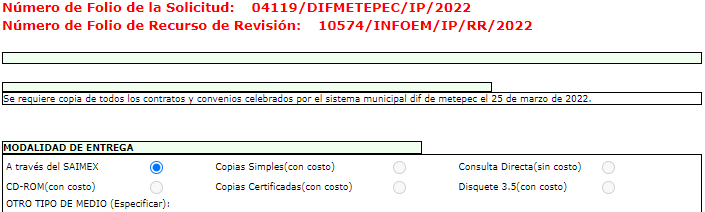 Número de Folio de la Solicitud: 04119/DIFMETEPEC/IP/2022
Número de Folio de Recurso de Revisión: 10574/INFOEM/IP/RR/2022
Se requiere copia de todos los contratos y convenios celebrados por el sistema municipal dif de metepec el 25 de marzo de 2022.
MODALIDAD DE ENTREGA
A través del SAIMEX Copias Simples(con costo) Consulta Directa(sin costo)
CD-ROM(con costo) Copias Certificadas(con costo) Disquete 3.5(con costo)
OTRO TIPO DE MEDIO (Especificar):